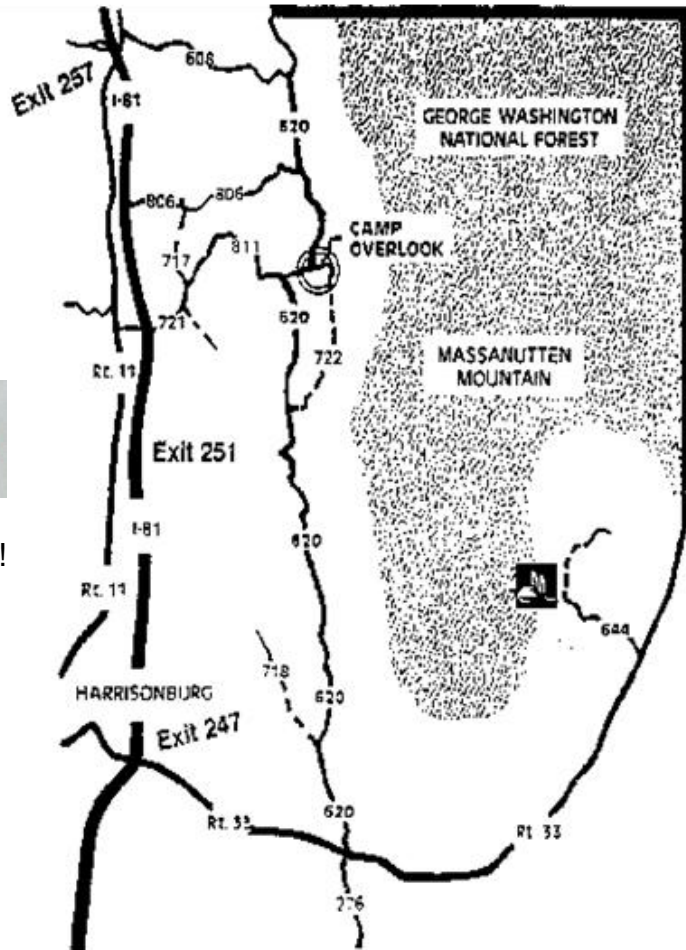 608
Exit 257
I-81
620
GEORGE WASHINGTON
NATIONAL FOREST
806
806
CAMP
OVERLOOK
811
717
620
721
722
MASSANUTTEN
MOUNTAIN
Rt. 11
Exit 251
I-81
620
!
Rt. 11
644
718
HARRISONBURG
620
Exit 247
620
Rt. 33
Rt 33
276